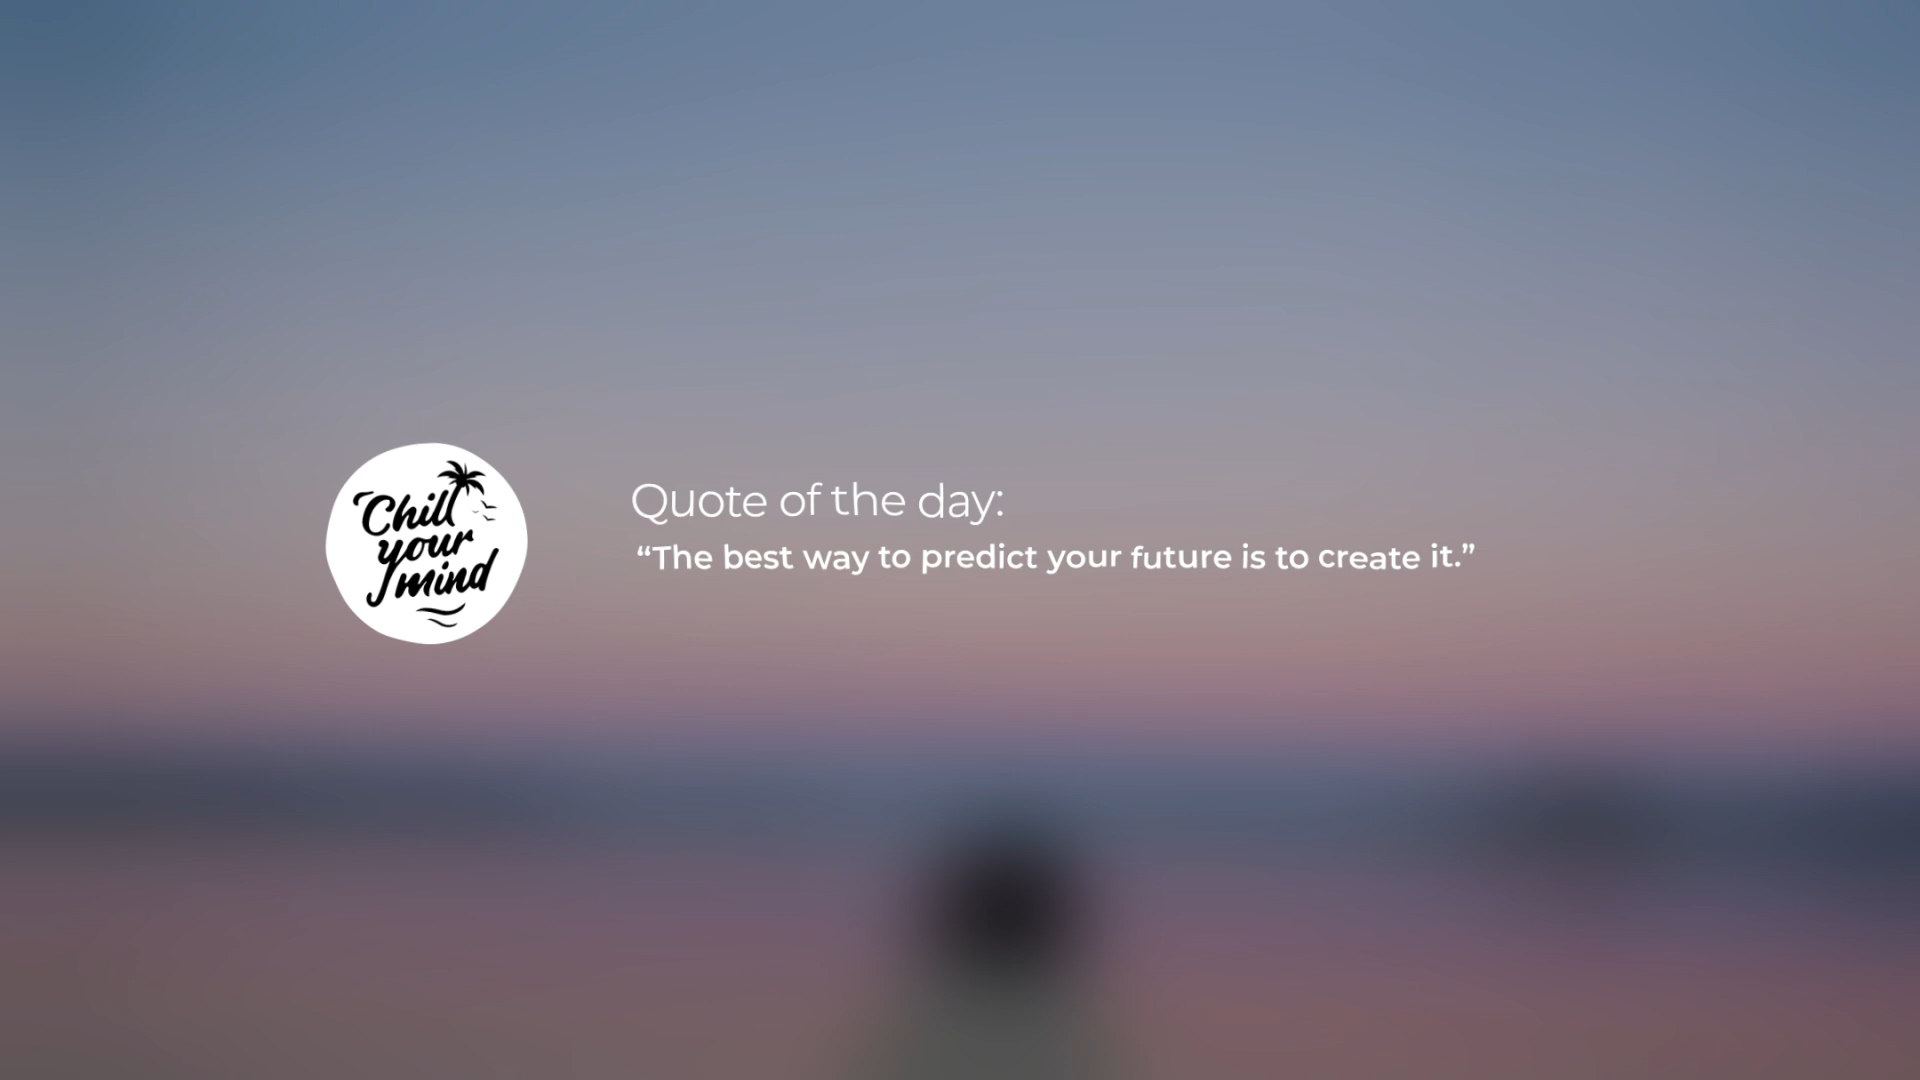 Chill
your
mind
Quote of the day:
“The best way to predict your future is to create it.”